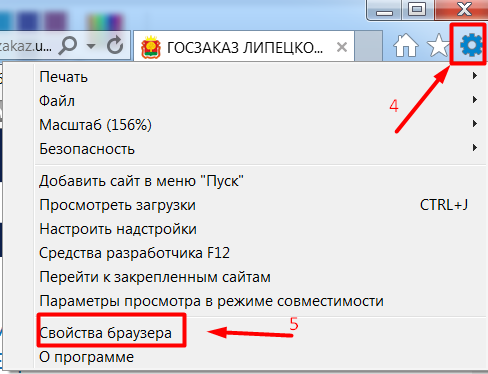 zakaz.u...
ГОСЗАКАЗ ЛИПЕЦКО...
4
Печать
Файл
Масштаб (156%)
Безопасность
Добавить сайт в меню "Пуск"
Просмотреть загрузки CTRL+J
Настроить надстройки
Средства разработчика F12
Перейти к закрепленным сайтам
Параметры просмотра в режиме совместимости
Свойства браузера 5
О программе